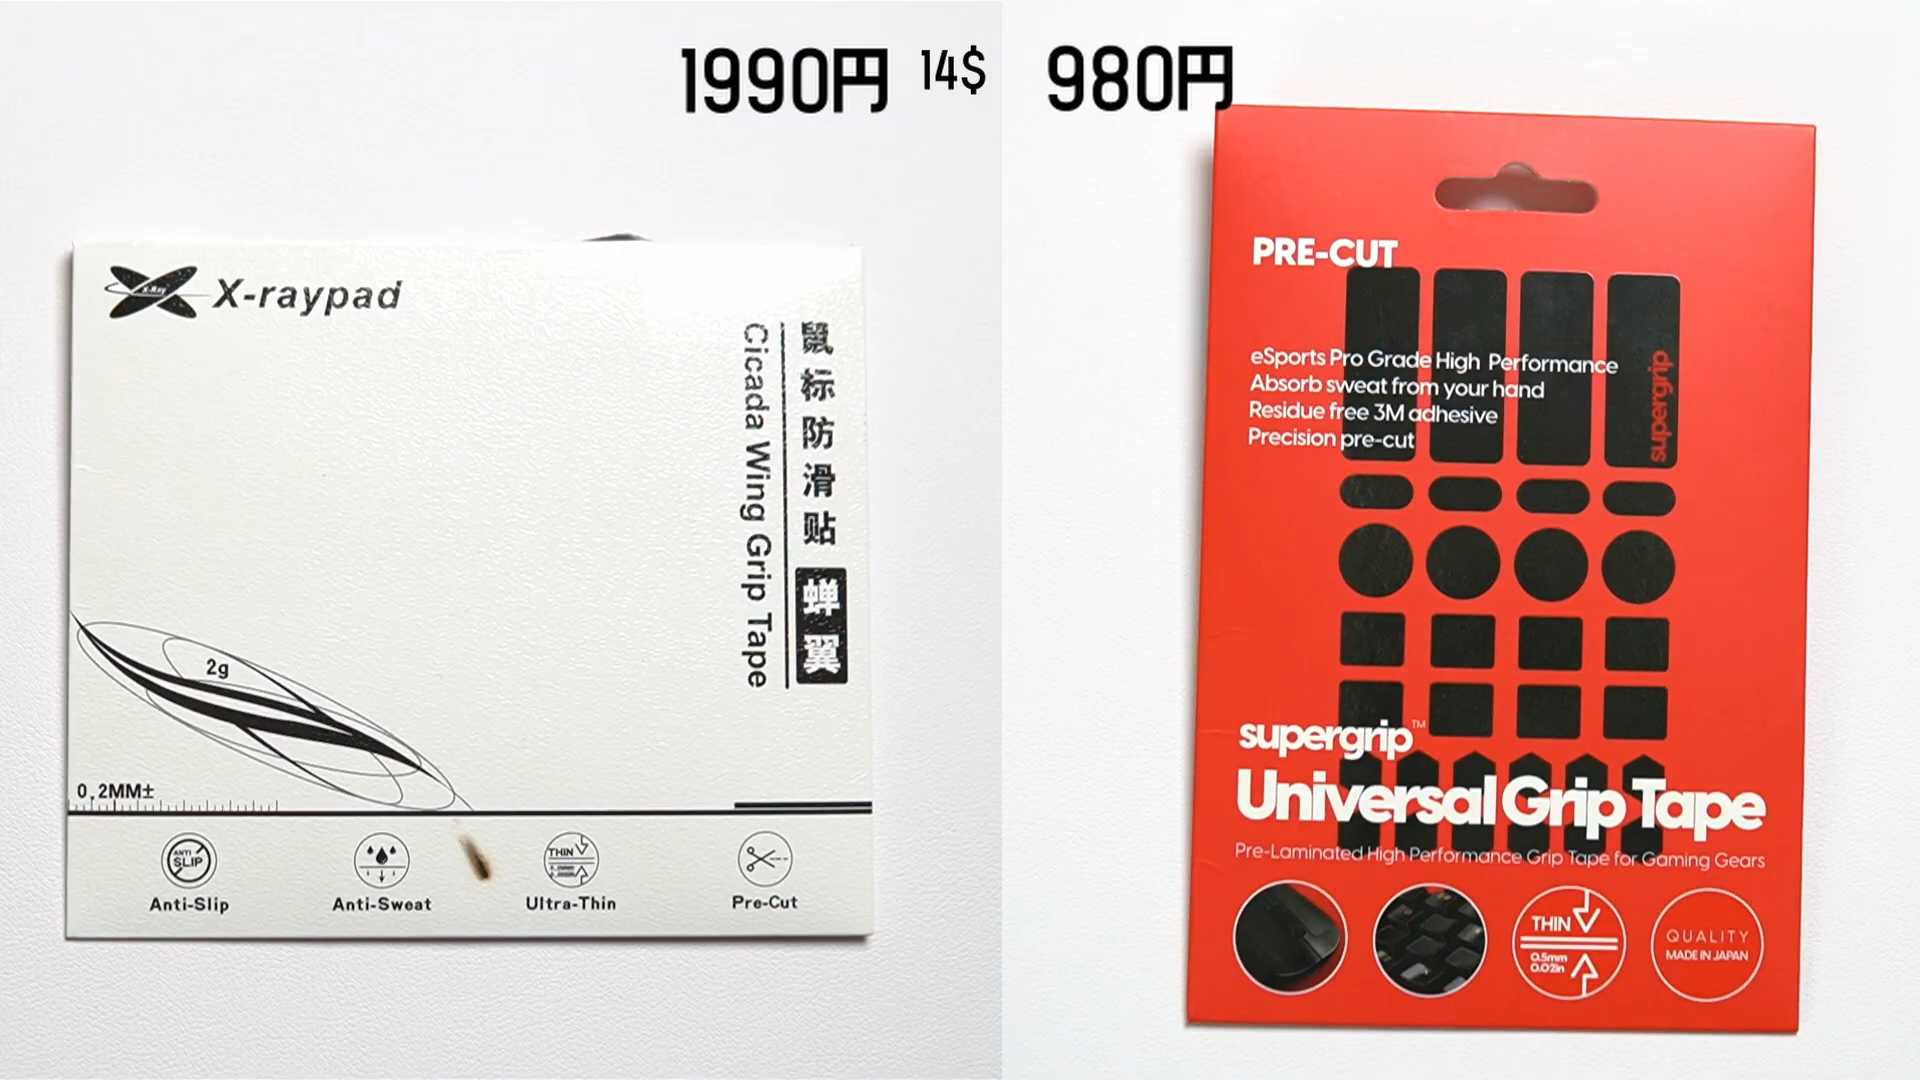 1990円 14$
X-raypad
鼠标防滑贴 蝉翼
Cicada Wing Grip Tape
2g
0.2MM±
ANTI
SLIP
THIN
Anti-Slip
Anti-Sweat
Ultra-Thin
Pre-Cut
980円
PRE-CUT
eSports Pro Grade High Performance
Absorb sweat from your hand
Residue free 3M adhesive
Precision pre-cut
supergrip
supergrip™
Universal Grip Tape
Pre-Laminated High Performance Grip Tape for Gaming Gears
THIN
0.5mm
0.02in
QUALITY
MADE IN JAPAN